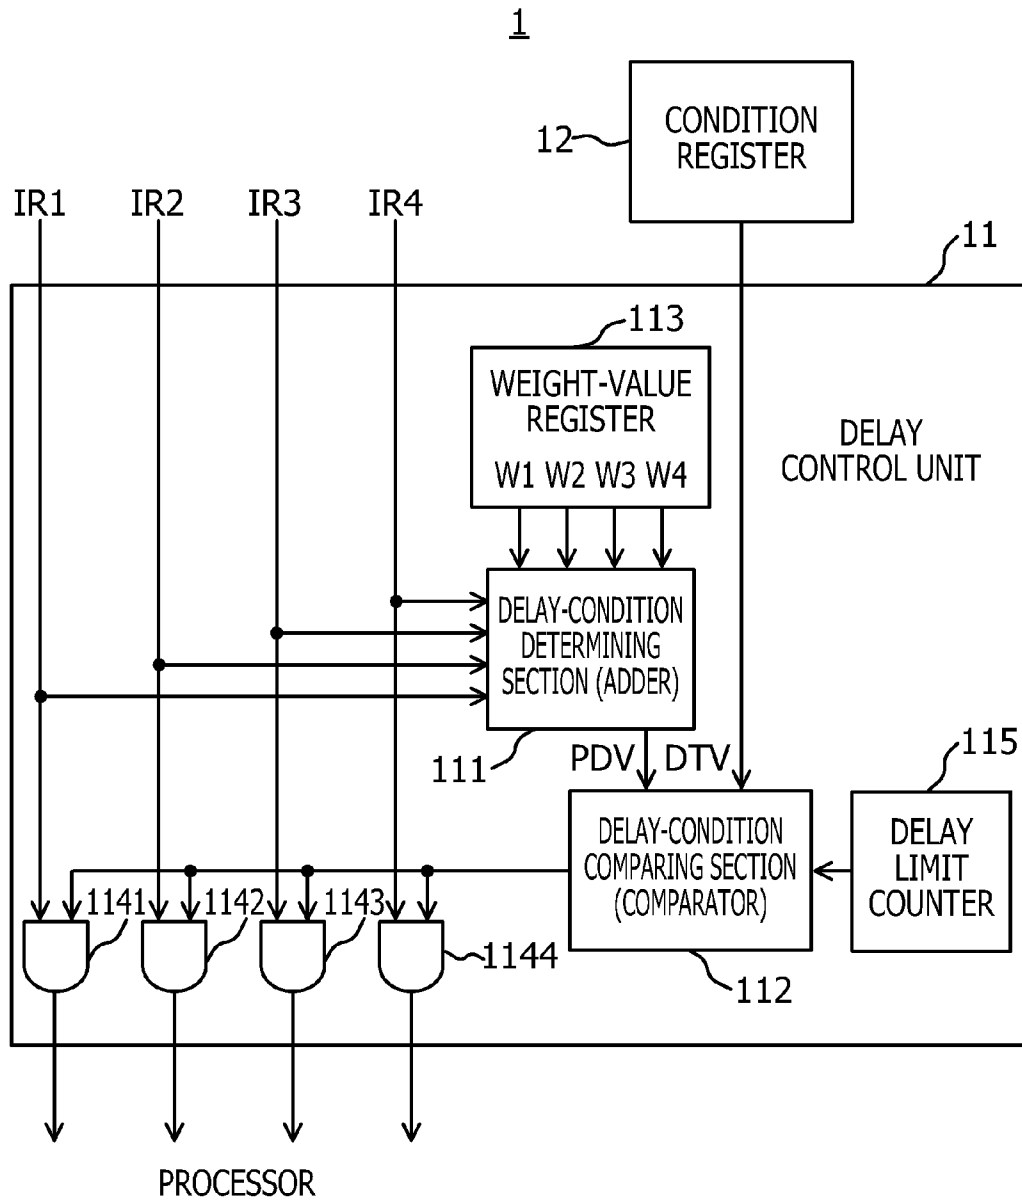 1
CONDITION
REGISTER
12
IR1 IR2 IR3 IR4
11
113
WEIGHT-VALUE
REGISTER
W1 W2 W3 W4
DELAY
CONTROL UNIT
DELAY-CONDITION
DETERMINING
SECTION (ADDER)
111
PDV DTV
115
DELAY-CONDITION
COMPARING SECTION
(COMPARATOR)
DELAY
LIMIT
COUNTER
1141 1142 1143
1144
112
PROCESSOR